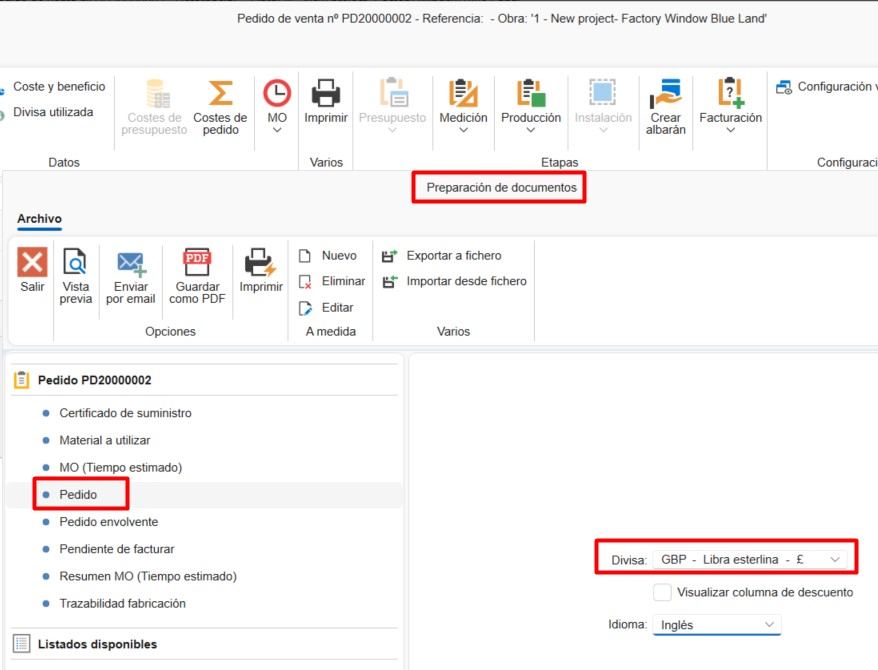 Pedido de venta nº PD20000002 - Referencia: - Obra: '1 - New project- Factory Window Blue Land'
Coste y beneficio
Divisa utilizada
Costes de presupuesto
Costes de pedido
MO
Imprimir
Presupuesto
Medición
Producción
Instalación
Crear albarán
Facturación
Configuración
Datos
Varios
Etapas
Preparación de documentos
Archivo
Salir
Vista previa
Enviar por email
PDF
Guardar como PDF
Imprimir
Nuevo
Eliminar
Editar
Exportar a fichero
Importar desde fichero
Opciones
A medida
Varios
Pedido PD20000002
Certificado de suministro
Material a utilizar
MO (Tiempo estimado)
Pedido
Pedido envolvente
Pendiente de facturar
Resumen MO (Tiempo estimado)
Trazabilidad fabricación
Listados disponibles
Divisa: GBP - Libra esterlina - £
Visualizar columna de descuento
Idioma: Inglés